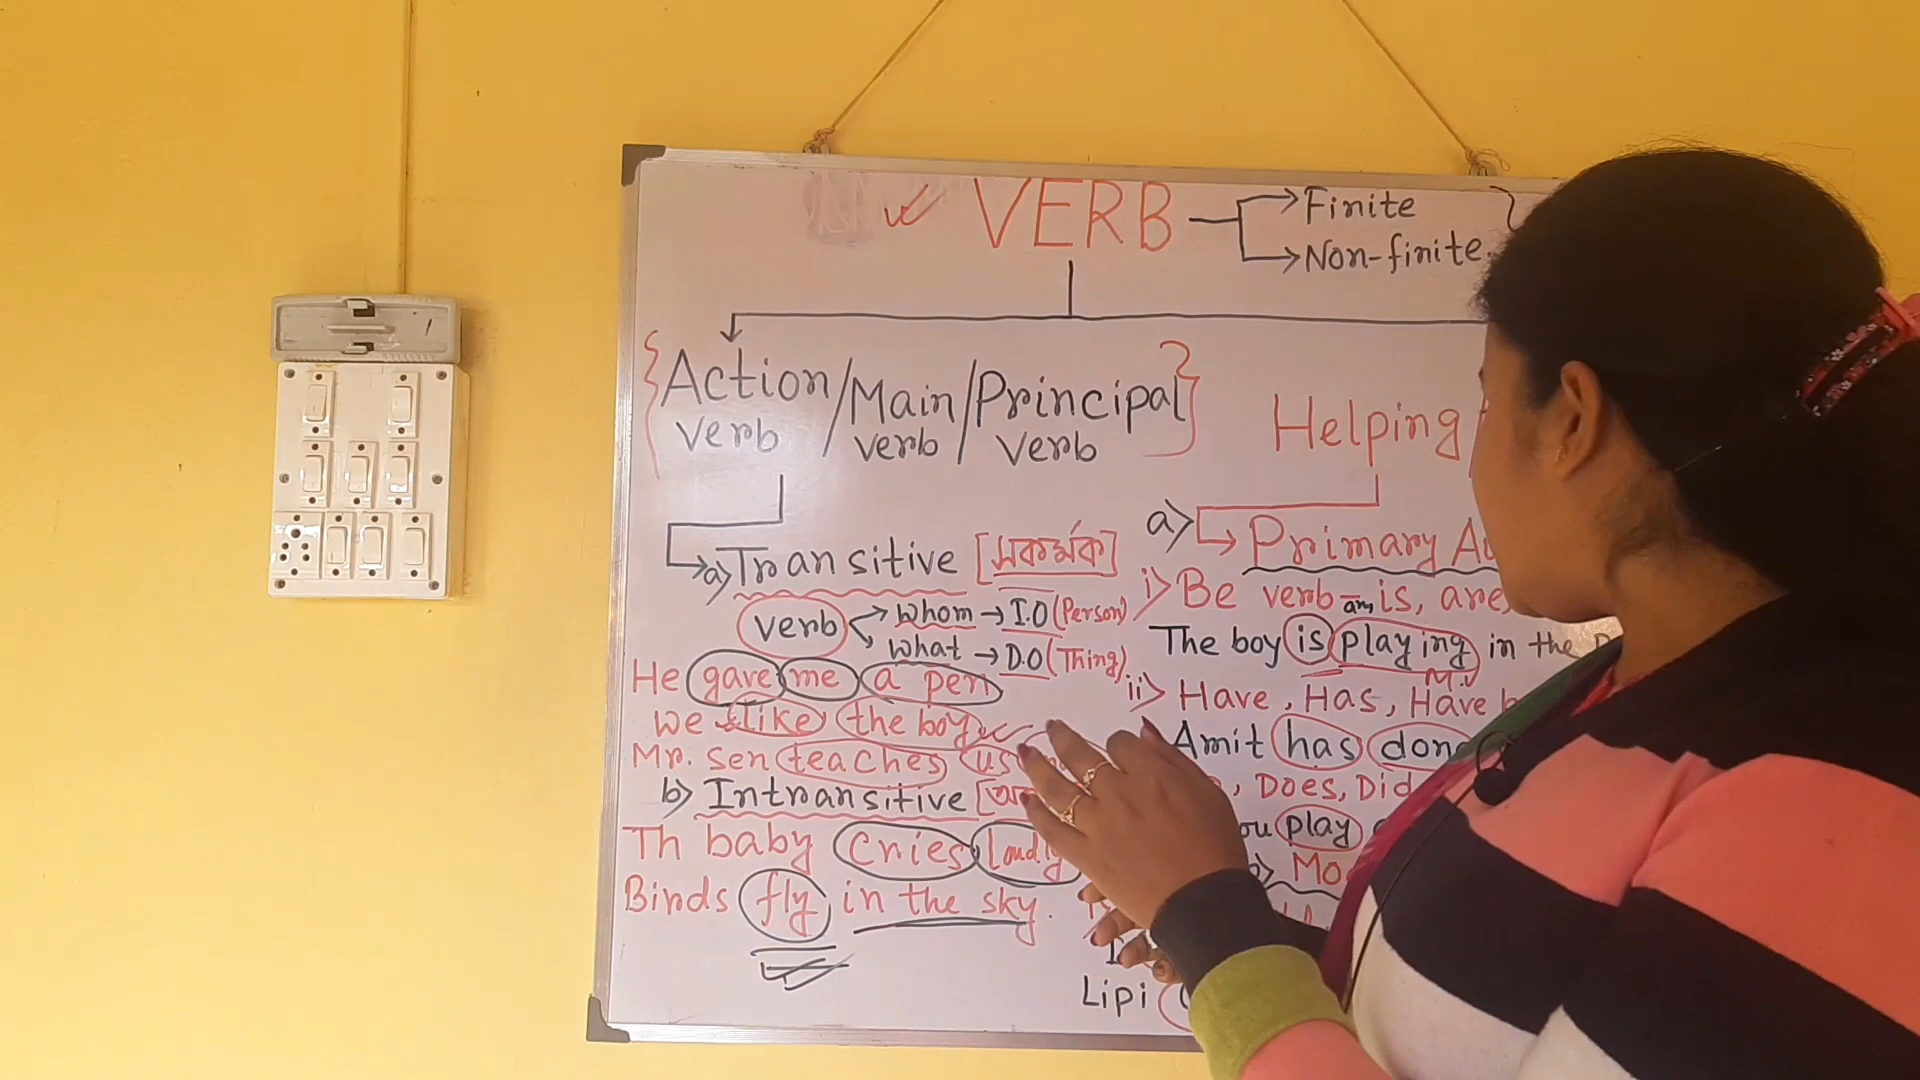 VERB → Finite
→ Non-finite.
{Action verb / Main verb / Principal verb}
a) Transitive [সকর্মক]
verb → whom → I.O (Person)
→ what → D.O (Thing)
He gave me a pen
We like the boy
Mr. Sen teaches us
b) Intransitive
Th baby cries loudly
Birds fly in the sky.
Helping
a) → Primary
i) Be verb - am, is, are,
The boy is playing in the
M.V
ii) Have, Has, Have
Amit has done
Does, Did
play
Lipi